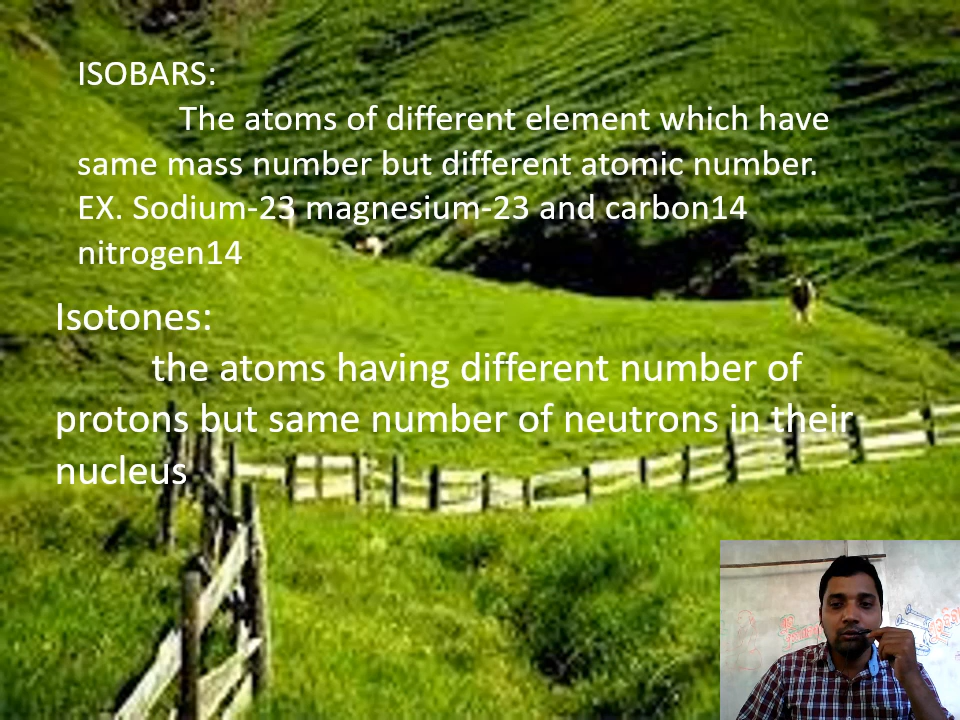 ISOBARS:
The atoms of different element which have
same mass number but different atomic number.
EX. Sodium-23 magnesium-23 and carbon14
nitrogen14
Isotones:
the atoms having different number of
protons but same number of neutrons in their
nucleus